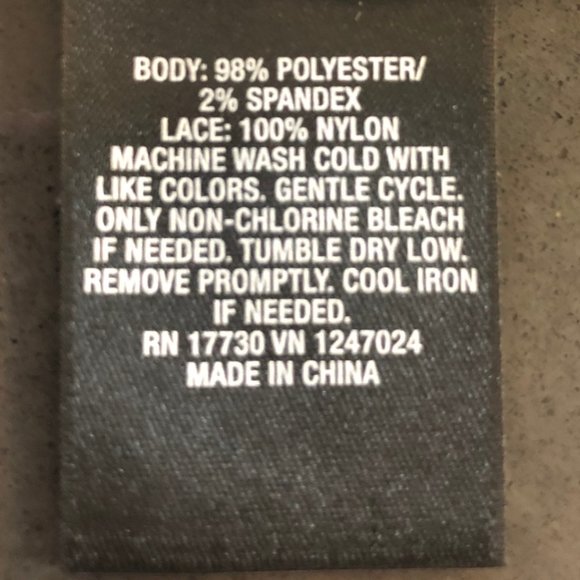 BODY: 98% POLYESTER/
2% SPANDEX
LACE: 100% NYLON
MACHINE WASH COLD WITH
LIKE COLORS. GENTLE CYCLE.
ONLY NON-CHLORINE BLEACH
IF NEEDED. TUMBLE DRY LOW.
REMOVE PROMPTLY. COOL IRON
IF NEEDED.
RN 17730 VN 1247024
MADE IN CHINA